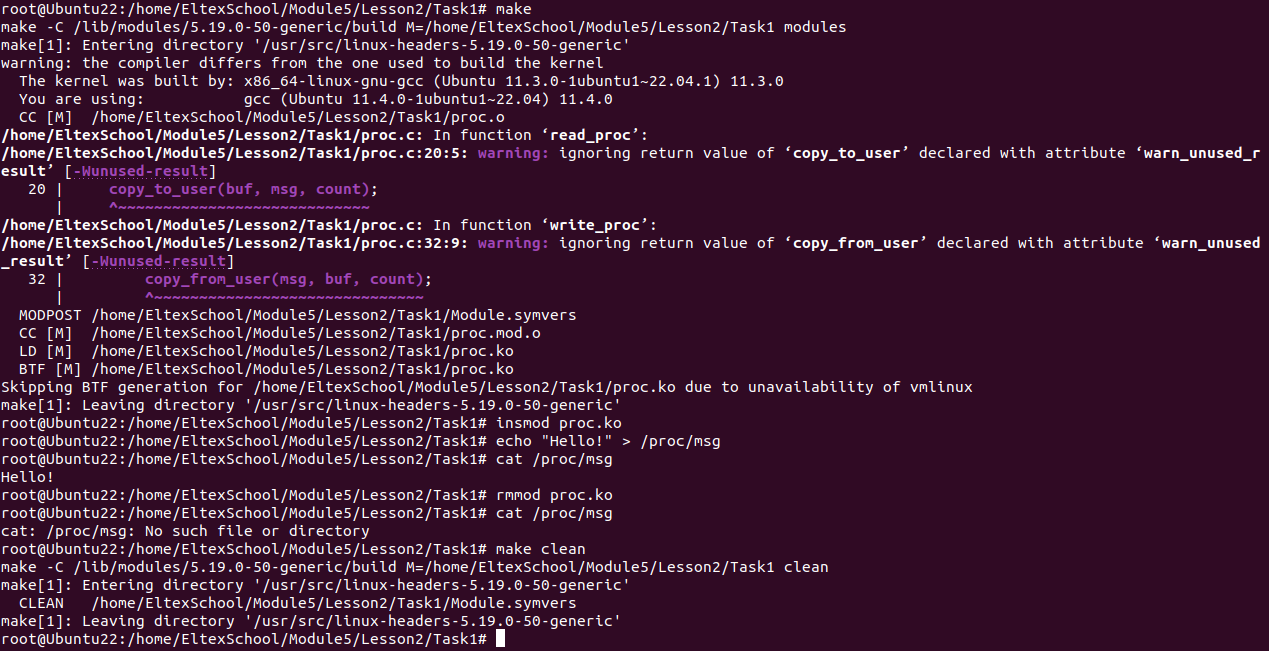 root@Ubuntu22:/home/EltexSchool/Module5/Lesson2/Task1# make
make -C /lib/modules/5.19.0-50-generic/build M=/home/EltexSchool/Module5/Lesson2/Task1 modules
make[1]: Entering directory '/usr/src/linux-headers-5.19.0-50-generic'
warning: the compiler differs from the one used to build the kernel
  The kernel was built by: x86_64-linux-gnu-gcc (Ubuntu 11.3.0-1ubuntu1~22.04.1) 11.3.0
  You are using:           gcc (Ubuntu 11.4.0-1ubuntu1~22.04) 11.4.0
  CC [M]  /home/EltexSchool/Module5/Lesson2/Task1/proc.o
/home/EltexSchool/Module5/Lesson2/Task1/proc.c: In function ‘read_proc’:
/home/EltexSchool/Module5/Lesson2/Task1/proc.c:20:5: warning: ignoring return value of ‘copy_to_user’ declared with attribute ‘warn_unused_r
esult’ [-Wunused-result]
   20 |     copy_to_user(buf, msg, count);
      |     ^~~~~~~~~~~~~~~~~~~~~~~~~~~~~
/home/EltexSchool/Module5/Lesson2/Task1/proc.c: In function ‘write_proc’:
/home/EltexSchool/Module5/Lesson2/Task1/proc.c:32:9: warning: ignoring return value of ‘copy_from_user’ declared with attribute ‘warn_unused
_result’ [-Wunused-result]
   32 |         copy_from_user(msg, buf, count);
      |         ^~~~~~~~~~~~~~~~~~~~~~~~~~~~~~~
  MODPOST /home/EltexSchool/Module5/Lesson2/Task1/Module.symvers
  CC [M]  /home/EltexSchool/Module5/Lesson2/Task1/proc.mod.o
  LD [M]  /home/EltexSchool/Module5/Lesson2/Task1/proc.ko
  BTF [M] /home/EltexSchool/Module5/Lesson2/Task1/proc.ko
Skipping BTF generation for /home/EltexSchool/Module5/Lesson2/Task1/proc.ko due to unavailability of vmlinux
make[1]: Leaving directory '/usr/src/linux-headers-5.19.0-50-generic'
root@Ubuntu22:/home/EltexSchool/Module5/Lesson2/Task1# insmod proc.ko
root@Ubuntu22:/home/EltexSchool/Module5/Lesson2/Task1# echo "Hello!" > /proc/msg
root@Ubuntu22:/home/EltexSchool/Module5/Lesson2/Task1# cat /proc/msg
Hello!
root@Ubuntu22:/home/EltexSchool/Module5/Lesson2/Task1# rmmod proc.ko
root@Ubuntu22:/home/EltexSchool/Module5/Lesson2/Task1# cat /proc/msg
cat: /proc/msg: No such file or directory
root@Ubuntu22:/home/EltexSchool/Module5/Lesson2/Task1# make clean
make -C /lib/modules/5.19.0-50-generic/build M=/home/EltexSchool/Module5/Lesson2/Task1 clean
make[1]: Entering directory '/usr/src/linux-headers-5.19.0-50-generic'
  CLEAN   /home/EltexSchool/Module5/Lesson2/Task1/Module.symvers
make[1]: Leaving directory '/usr/src/linux-headers-5.19.0-50-generic'
root@Ubuntu22:/home/EltexSchool/Module5/Lesson2/Task1#